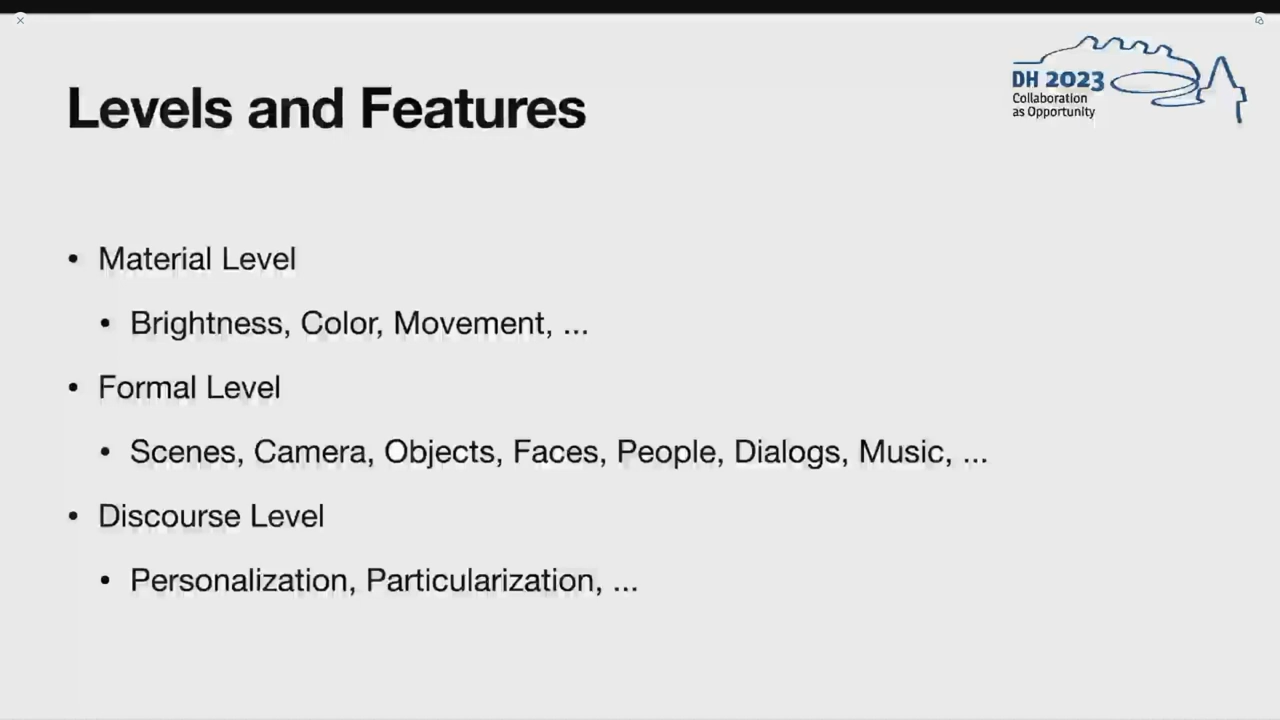 DH 2023
Collaboration
as Opportunity
Levels and Features
• Material Level
• Brightness, Color, Movement, ...
• Formal Level
• Scenes, Camera, Objects, Faces, People, Dialogs, Music, ...
• Discourse Level
• Personalization, Particularization, ...